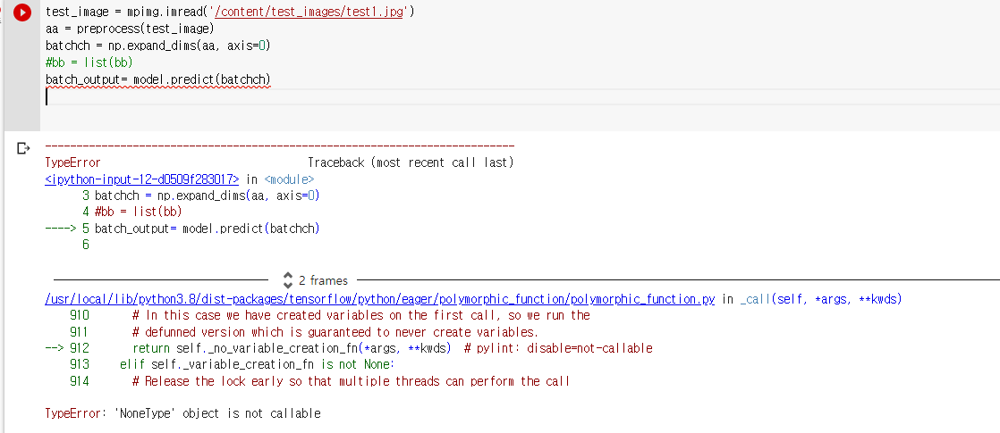 test_image = mpimg.imread('/content/test_images/test1.jpg')
aa = preprocess(test_image)
batchch = np.expand_dims(aa, axis=0)
#bb = list(bb)
batch_output= model.predict(batchch)
---------------------------------------------------------------------------
TypeError                                 Traceback (most recent call last)
<ipython-input-12-d0509f283017> in <module>
      3 batchch = np.expand_dims(aa, axis=0)
      4 #bb = list(bb)
----> 5 batch_output= model.predict(batchch)
      6
2 frames
/usr/local/lib/python3.8/dist-packages/tensorflow/python/eager/polymorphic_function/polymorphic_function.py in _call(self, *args, **kwds)
    910       # In this case we have created variables on the first call, so we run the
    911       # defunned version which is guaranteed to never create variables.
--> 912       return self._no_variable_creation_fn(*args, **kwds)  # pylint: disable=not-callable
    913     elif self._variable_creation_fn is not None:
    914       # Release the lock early so that multiple threads can perform the call
TypeError: 'NoneType' object is not callable